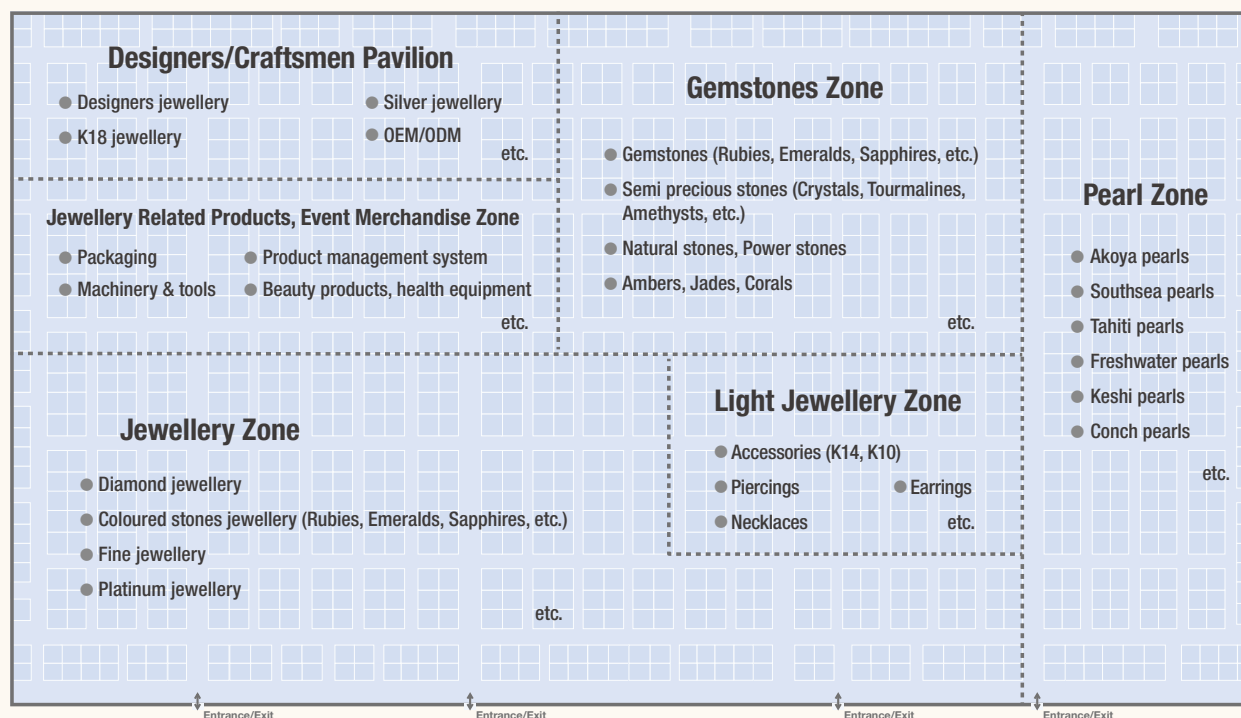 Designers/Craftsmen Pavilion
Designers jewellery
Silver jewellery
K18 jewellery
OEM/ODM
etc.
Jewellery Related Products, Event Merchandise Zone
Packaging
Product management system
Machinery & tools
Beauty products, health equipment
etc.
Gemstones Zone
Gemstones (Rubies, Emeralds, Sapphires, etc.)
Semi precious stones (Crystals, Tourmalines,
Amethysts, etc.)
Natural stones, Power stones
Ambers, Jades, Corals
etc.
Pearl Zone
Akoya pearls
Southsea pearls
Tahiti pearls
Freshwater pearls
Keshi pearls
Conch pearls
etc.
Jewellery Zone
Diamond jewellery
Coloured stones jewellery (Rubies, Emeralds, Sapphires, etc.)
Fine jewellery
Platinum jewellery
etc.
Light Jewellery Zone
Accessories (K14, K10)
Piercings
Earrings
Necklaces
etc.
Entrance/Exit
Entrance/Exit
Entrance/Exit
Entrance/Exit